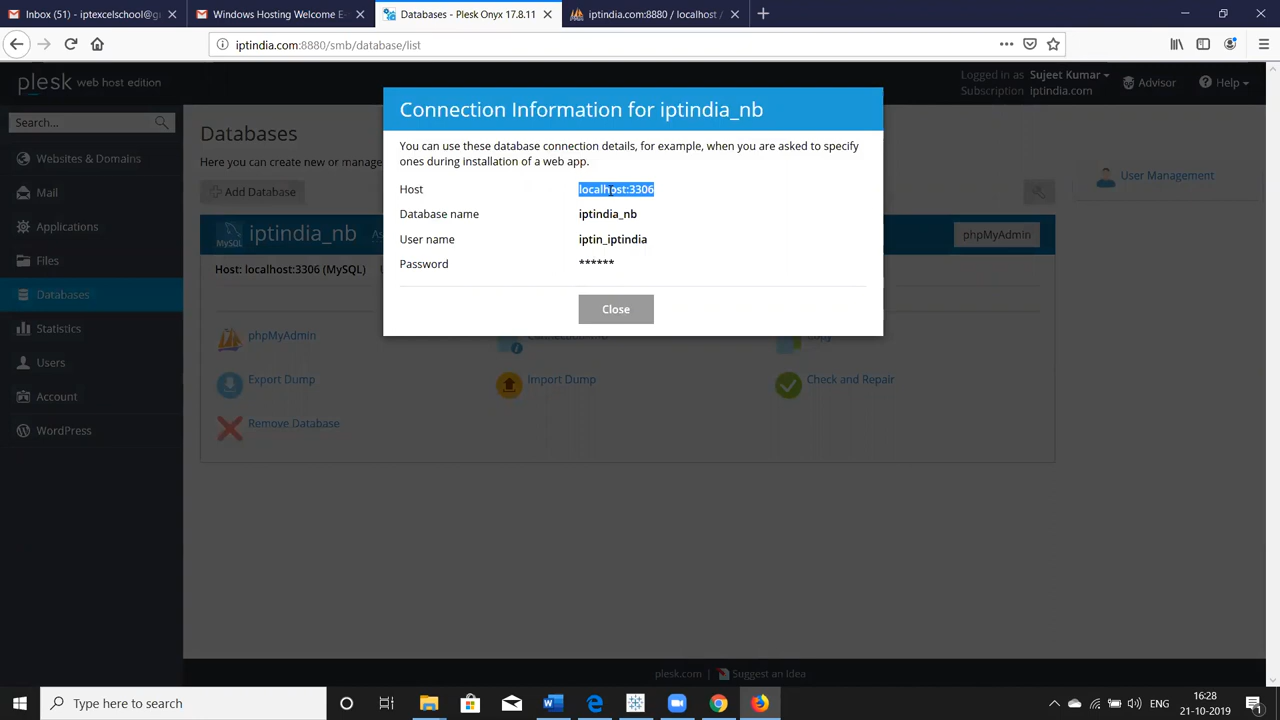 Inbox (51) - iptexcelschool@g
Windows Hosting Welcome E
Databases - Plesk Onyx 17.8.11
iptindia.com:8880 / localhost /
iptindia.com:8880/smb/database/list
plesk web host edition
Logged in as Sujeet Kumar
Subscription iptindia.com
Advisor
Help
Search...
Websites & Domains
Mail
Applications
Files
Databases
Statistics
Users
Account
WordPress
Databases
Here you can create new or manage
Add Database
User Management
MySQL
iptindia_nb
phpMyAdmin
Host: localhost:3306 (MySQL)
phpMyAdmin
Copy
Export Dump
Import Dump
Check and Repair
Remove Database
Connection Information for iptindia_nb
You can use these database connection details, for example, when you are asked to specify
ones during installation of a web app.
Host localhost:3306
Database name iptindia_nb
User name iptin_iptindia
Password ******
Close
plesk.com | Suggest an Idea
Type here to search
ENG
16:28
21-10-2019
1